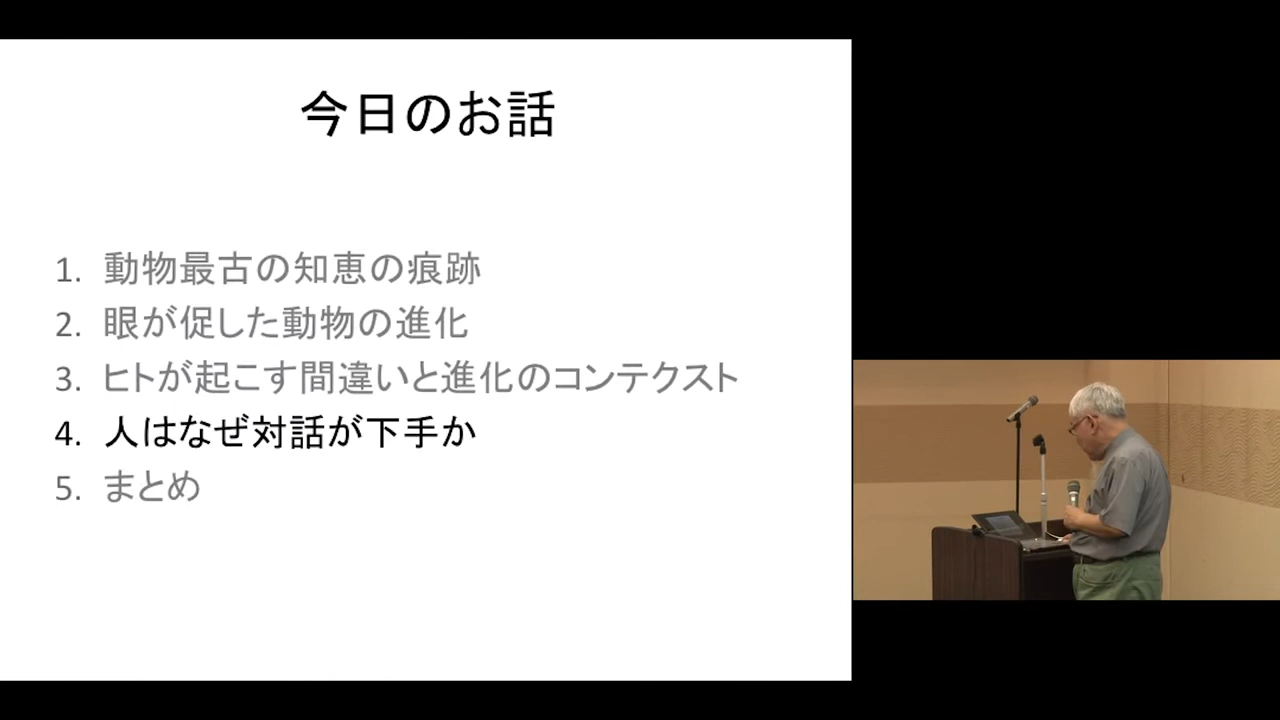 今日のお話
1. 動物最古の知恵の痕跡
2. 眼が促した動物の進化
3. ヒトが起こす間違いと進化のコンテクスト
4. 人はなぜ対話が下手か
5. まとめ